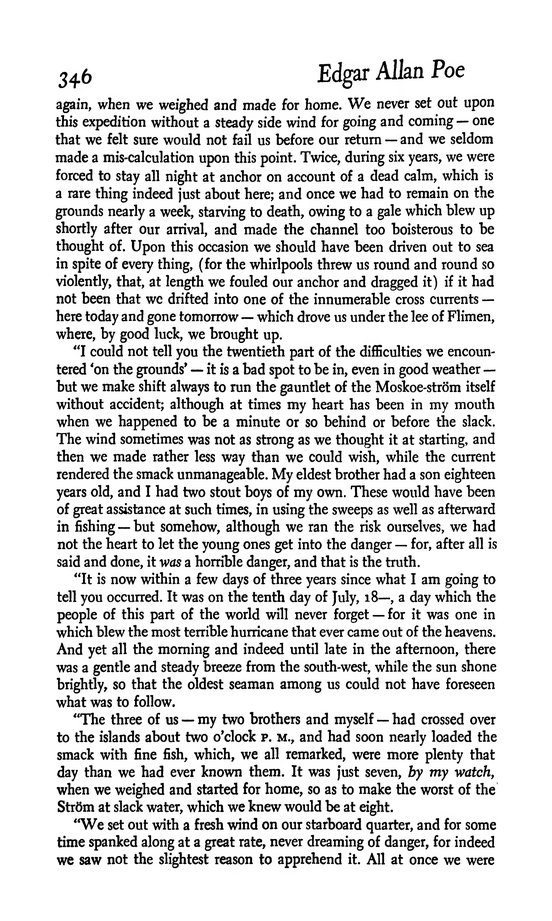 346
Edgar Allan Poe
again, when we weighed and made for home. We never set out upon
this expedition without a steady side wind for going and coming — one
that we felt sure would not fail us before our return — and we seldom
made a mis-calculation upon this point. Twice, during six years, we were
forced to stay all night at anchor on account of a dead calm, which is
a rare thing indeed just about here; and once we had to remain on the
grounds nearly a week, starving to death, owing to a gale which blew up
shortly after our arrival, and made the channel too boisterous to be
thought of. Upon this occasion we should have been driven out to sea
in spite of every thing, (for the whirlpools threw us round and round so
violently, that, at length we fouled our anchor and dragged it) if it had
not been that we drifted into one of the innumerable cross currents —
here today and gone tomorrow — which drove us under the lee of Flimen,
where, by good luck, we brought up.
"I could not tell you the twentieth part of the difficulties we encoun-
tered 'on the grounds' — it is a bad spot to be in, even in good weather —
but we make shift always to run the gauntlet of the Moskoe-ström itself
without accident; although at times my heart has been in my mouth
when we happened to be a minute or so behind or before the slack.
The wind sometimes was not as strong as we thought it at starting, and
then we made rather less way than we could wish, while the current
rendered the smack unmanageable. My eldest brother had a son eighteen
years old, and I had two stout boys of my own. These would have been
of great assistance at such times, in using the sweeps as well as afterward
in fishing — but somehow, although we ran the risk ourselves, we had
not the heart to let the young ones get into the danger — for, after all is
said and done, it was a horrible danger, and that is the truth.
"It is now within a few days of three years since what I am going to
tell you occurred. It was on the tenth day of July, 18—, a day which the
people of this part of the world will never forget — for it was one in
which blew the most terrible hurricane that ever came out of the heavens.
And yet all the morning and indeed until late in the afternoon, there
was a gentle and steady breeze from the south-west, while the sun shone
brightly, so that the oldest seaman among us could not have foreseen
what was to follow.
"The three of us — my two brothers and myself — had crossed over
to the islands about two o'clock P. M., and had soon nearly loaded the
smack with fine fish, which, we all remarked, were more plenty that
day than we had ever known them. It was just seven, by my watch,
when we weighed and started for home, so as to make the worst of the
Ström at slack water, which we knew would be at eight.
"We set out with a fresh wind on our starboard quarter, and for some
time spanked along at a great rate, never dreaming of danger, for indeed
we saw not the slightest reason to apprehend it. All at once we were